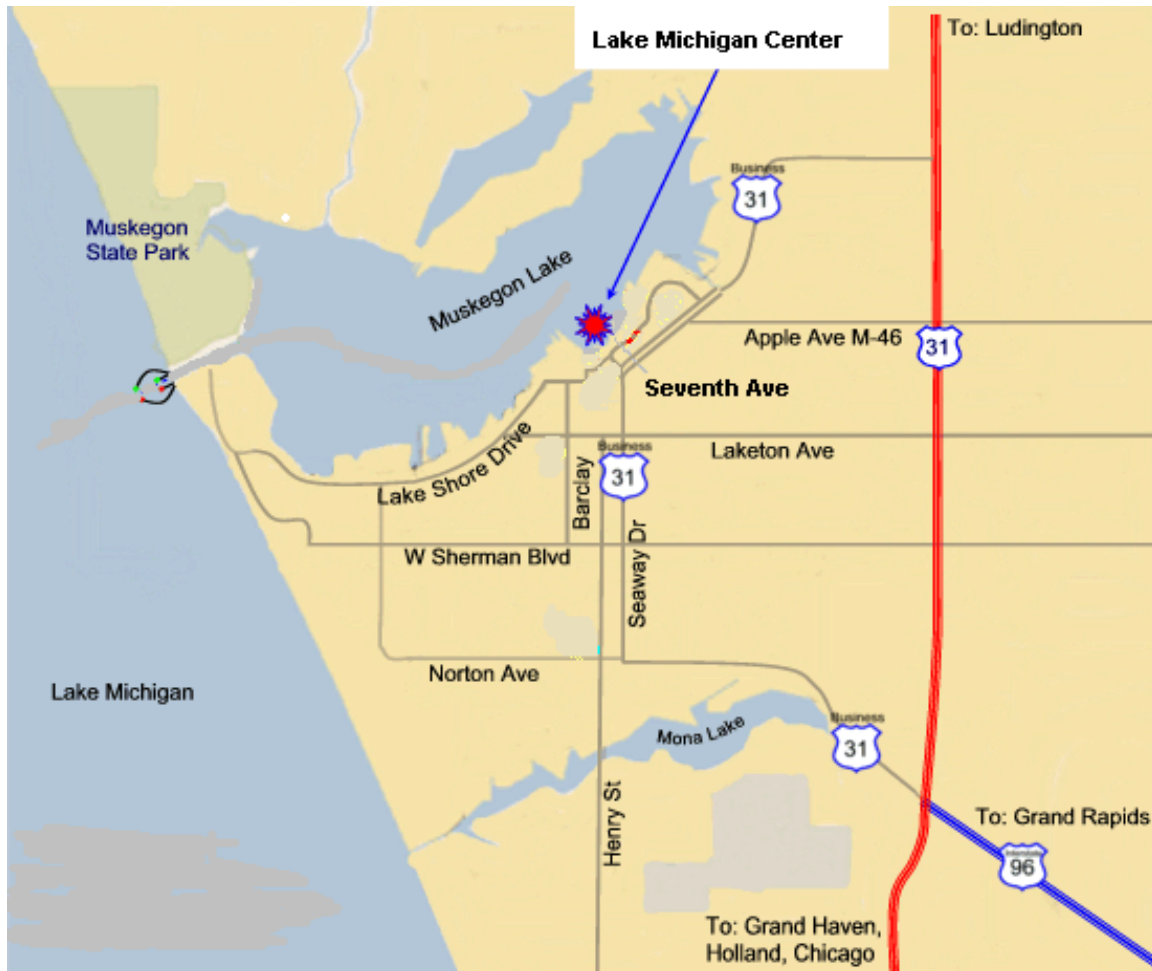 Lake Michigan Center
To: Ludington
Business
31
Muskegon
State Park
Muskegon Lake
Apple Ave M-46
31
Seventh Ave
Lake Shore Drive
Barclay
Business
31
Laketon Ave
W Sherman Blvd
Seaway Dr
Norton Ave
Lake Michigan
Mona Lake
Business
31
Henry St
To: Grand Rapids
Interstate
96
To: Grand Haven,
Holland, Chicago